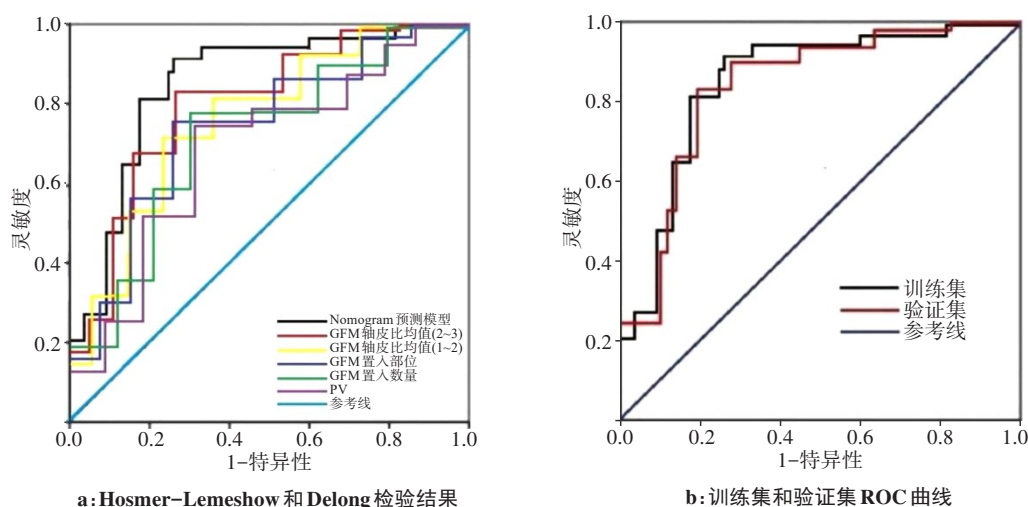 1.0
0.8
0.6
0.4
0.2
灵敏度
0.0 0.2 0.4 0.6 0.8 1.0
1-特异性
Nomogram 预测模型
GFM 轴皮比均值(2~3)
GFM 轴皮比均值(1~2)
GFM 置入部位
GFM 置入数量
PV
参考线
a:Hosmer-Lemeshow 和 Delong 检验结果
1.0
0.8
0.6
0.4
0.2
灵敏度
0.0 0.2 0.4 0.6 0.8 1.0
1-特异性
训练集
验证集
参考线
b:训练集和验证集 ROC 曲线